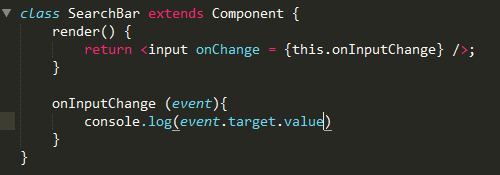 class SearchBar extends Component {
    render() {
        return <input onChange = {this.onInputChange} />;
    }

    onInputChange (event){
        console.log(event.target.value)
    }
}